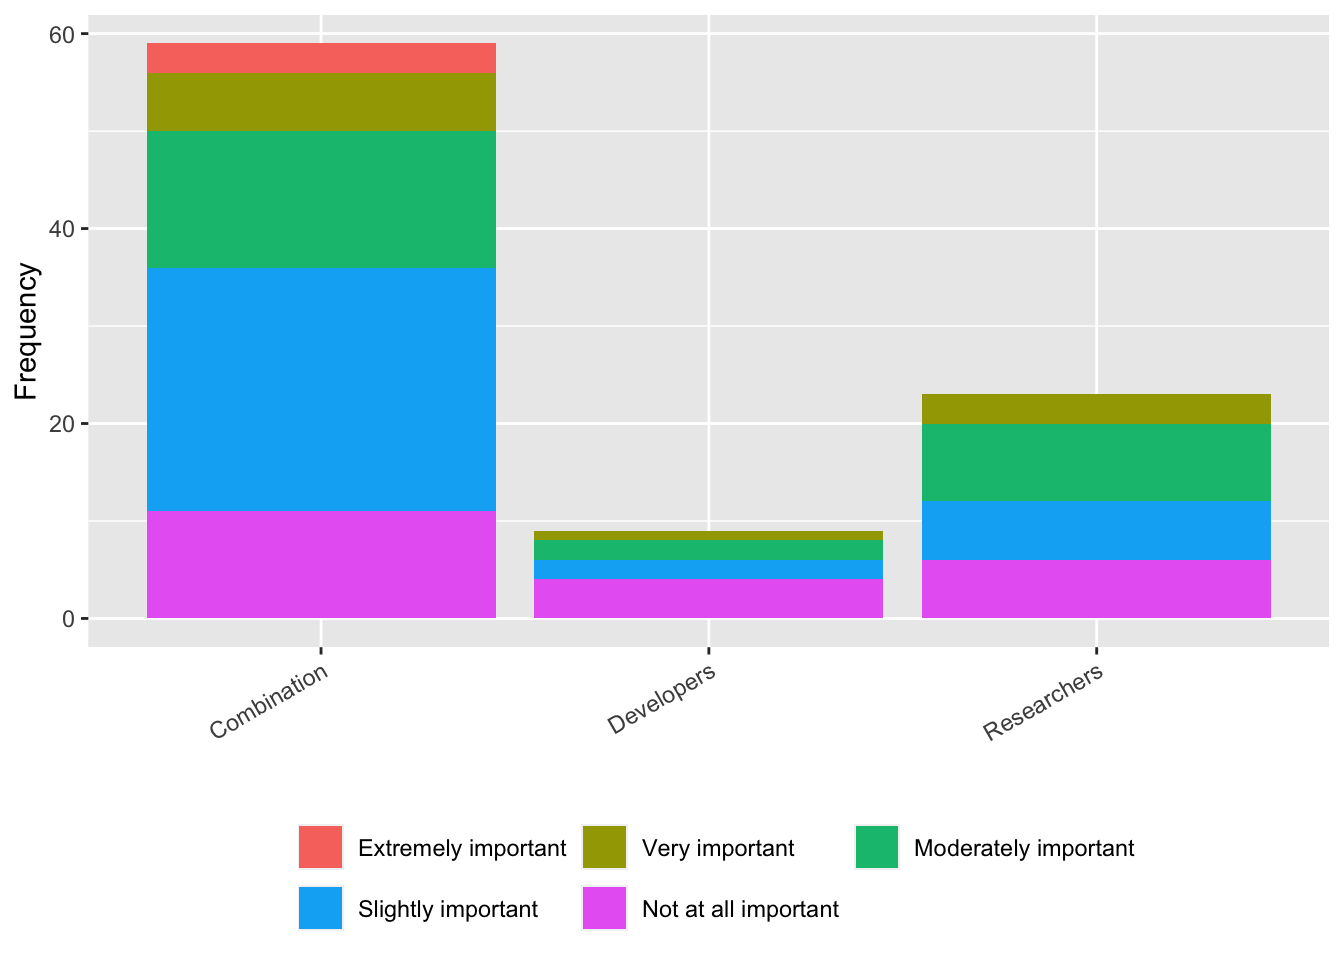 60
40
20
0
Frequency
Combination
Developers
Researchers
Extremely important
Very important
Moderately important
Slightly important
Not at all important